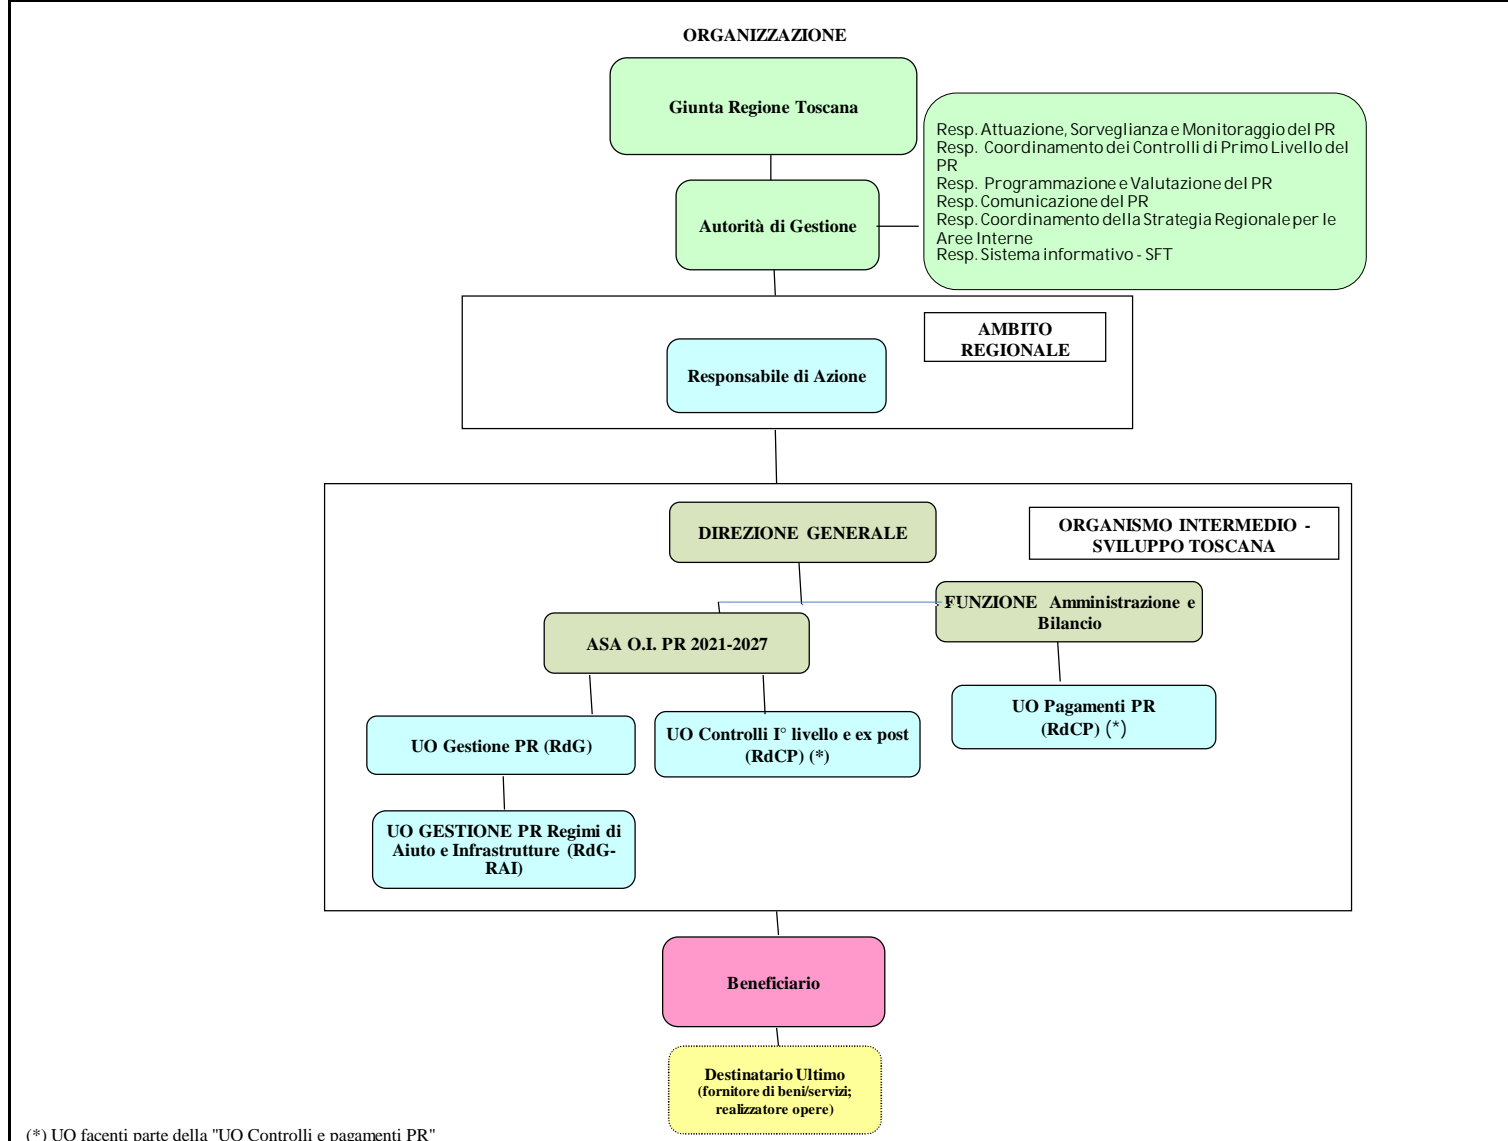 ORGANIZZAZIONE
Giunta Regione Toscana
Resp. Attuazione, Sorveglianza e Monitoraggio del PR
Resp. Coordinamento dei Controlli di Primo Livello del
PR
Resp. Programmazione e Valutazione del PR
Resp. Comunicazione del PR
Resp. Coordinamento della Strategia Regionale per le
Aree Interne
Resp. Sistema informativo - SFT
Autorità di Gestione
AMBITO
REGIONALE
Responsabile di Azione
DIREZIONE GENERALE
ORGANISMO INTERMEDIO -
SVILUPPO TOSCANA
FUNZIONE Amministrazione e
Bilancio
ASA O.I. PR 2021-2027
UO Gestione PR (RdG)
UO Controlli I° livello e ex post
(RdCP) (*)
UO Pagamenti PR
(RdCP) (*)
UO GESTIONE PR Regimi di
Aiuto e Infrastrutture (RdG-
RAI)
Beneficiario
Destinatario Ultimo
(fornitore di beni/servizi;
realizzatore opere)
(*) UO facenti parte della "UO Controlli e pagamenti PR"